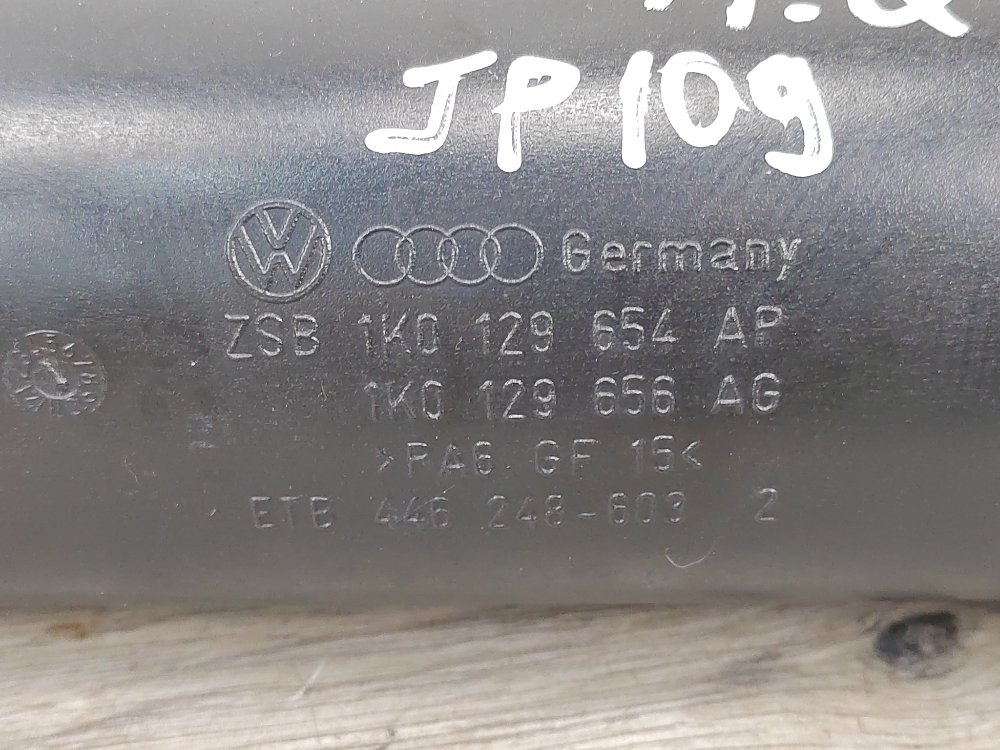 JP109
Germany
ZSB 1K0 129 654 AP
1K0 129 656 AG
>PA6 GF 15<
ETB 446 248-603 2